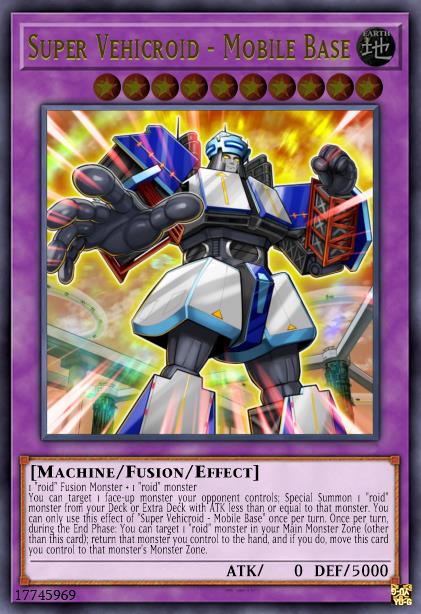 SUPER VEHICROID - MOBILE BASE
EARTH
地
[MACHINE/FUSION/EFFECT]
1 "roid" Fusion Monster + 1 "roid" monster
You can target 1 face-up monster your opponent controls; Special Summon 1 "roid"
monster from your Deck or Extra Deck with ATK less than or equal to that monster. You
can only use this effect of "Super Vehicroid - Mobile Base" once per turn. Once per turn,
during the End Phase: You can target 1 "roid" monster in your Main Monster Zone (other
than this card); return that monster you control to the hand, and if you do, move this card
you control to that monster's Monster Zone.
ATK/ 0 DEF/5000
17745969